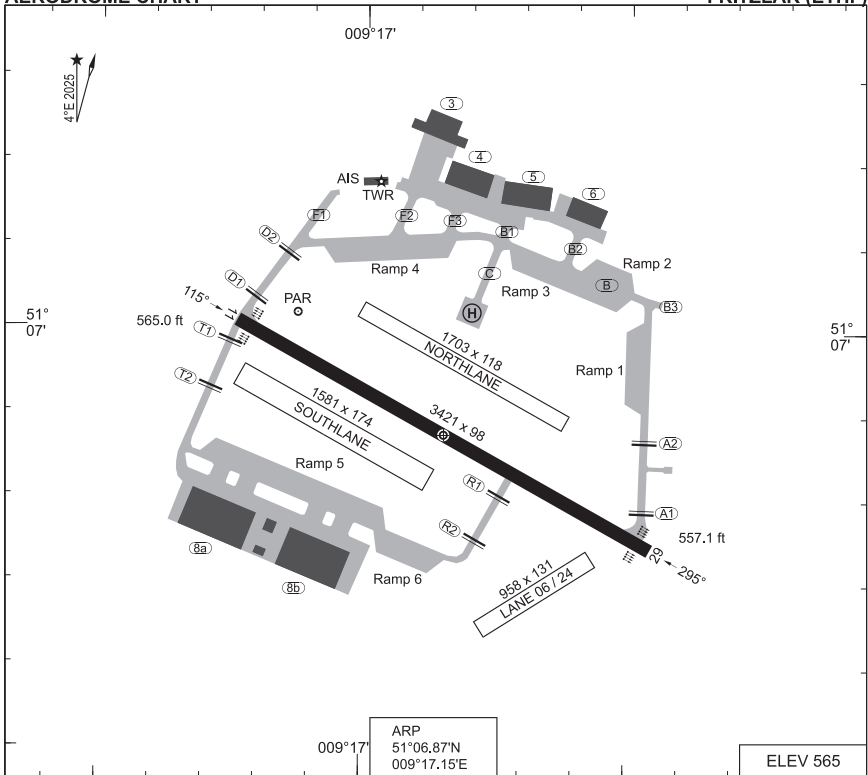 009°17'
4°E 2025
3
4
5
6
AIS
TWR
F1
F2
F3
B1
B2
D2
Ramp 4
C
Ramp 3
Ramp 2
B
B3
D1
PAR
H
115°
11
51°
07'
565.0 ft
T1
51°
07'
1703 x 118
NORTHLANE
Ramp 1
T2
1581 x 174
SOUTHLANE
3421 x 98
A2
Ramp 5
R1
A1
R2
557.1 ft
29
295°
8a
8b
Ramp 6
958 x 131
LANE 06 / 24
009°17'
ARP
51°06.87'N
009°17.15'E
ELEV 565